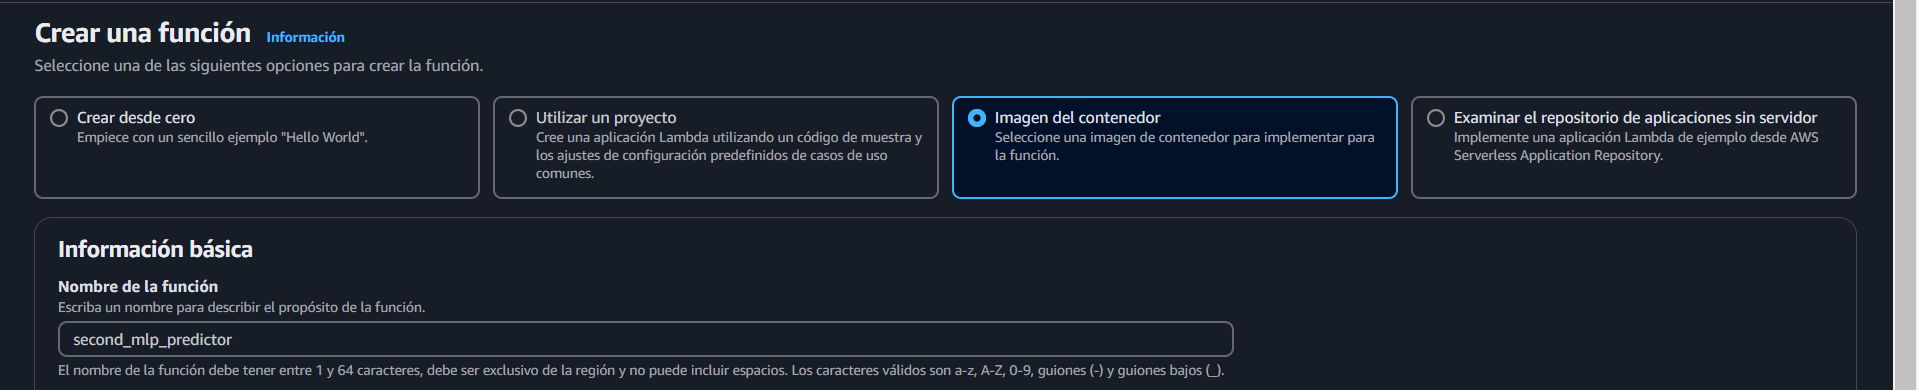 Crear una función Información
Seleccione una de las siguientes opciones para crear la función.
Crear desde cero
Empiece con un sencillo ejemplo "Hello World".
Utilizar un proyecto
Cree una aplicación Lambda utilizando un código de muestra y
los ajustes de configuración predefinidos de casos de uso
comunes.
Imagen del contenedor
Seleccione una imagen de contenedor para implementar para
la función.
Examinar el repositorio de aplicaciones sin servidor
Implemente una aplicación Lambda de ejemplo desde AWS
Serverless Application Repository.
Información básica
Nombre de la función
Escriba un nombre para describir el propósito de la función.
second_mlp_predictor
El nombre de la función debe tener entre 1 y 64 caracteres, debe ser exclusivo de la región y no puede incluir espacios. Los caracteres válidos son a-z, A-Z, 0-9, guiones (-) y guiones bajos (_).